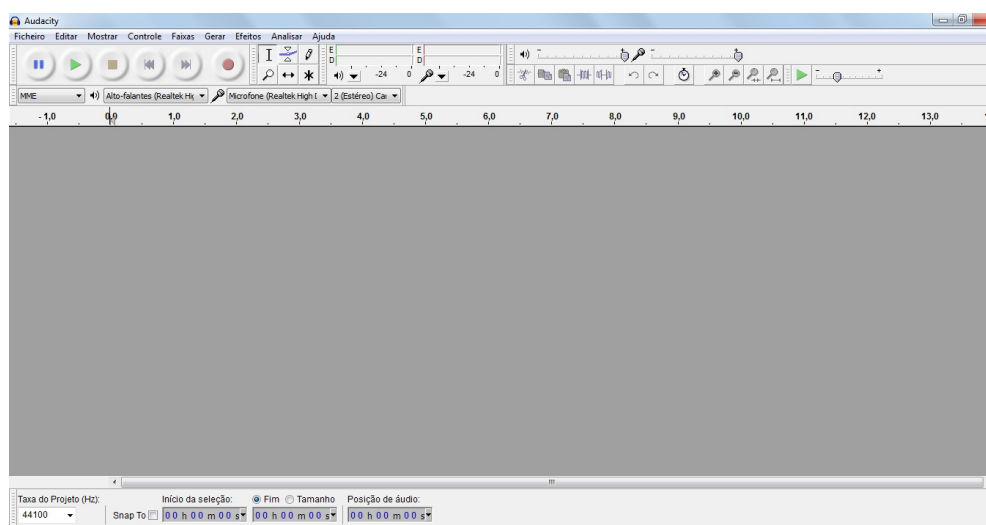 Audacity
Ficheiro Editar Mostrar Controle Faixas Gerar Efeitos Analisar Ajuda
E E
D D
-24 0 -24 0
MME Alto-falantes (Realtek Hig Microfone (Realtek High D 2 (Estéreo) Cai
- 1,0 0,0 1,0 2,0 3,0 4,0 5,0 6,0 7,0 8,0 9,0 10,0 11,0 12,0 13,0
Taxa do Projeto (Hz): Início da seleção: Fim Tamanho Posição de áudio:
44100 Snap To 00 h 00 m 00 s 00 h 00 m 00 s 00 h 00 m 00 s